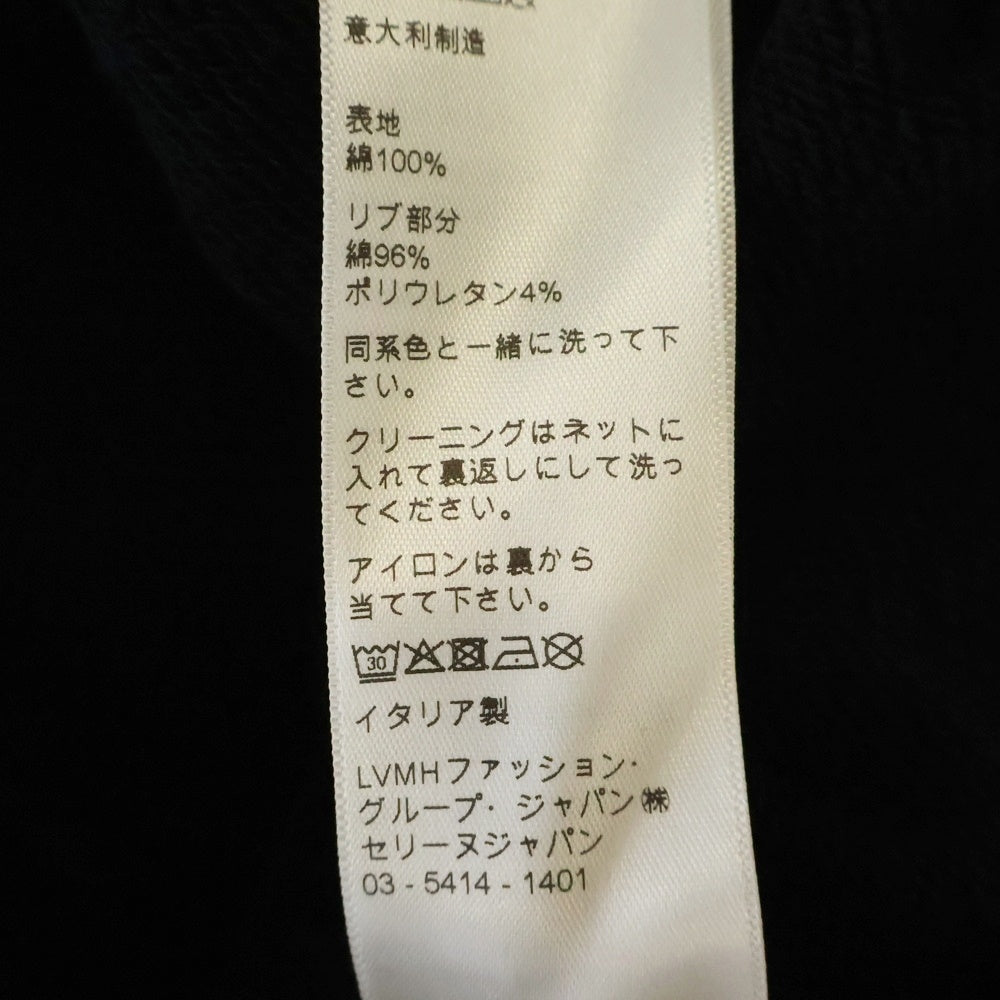 意大利制造
表地
綿100%
リブ部分
綿96%
ポリウレタン4%
同系色と一緒に洗って下
さい。
クリーニングはネットに
入れて裏返しにして洗っ
てください。
アイロンは裏から
当てて下さい。
30
イタリア製
LVMHファッション・
グループ・ ジャパン㈱
セリーヌジャパン
03 - 5414 - 1401